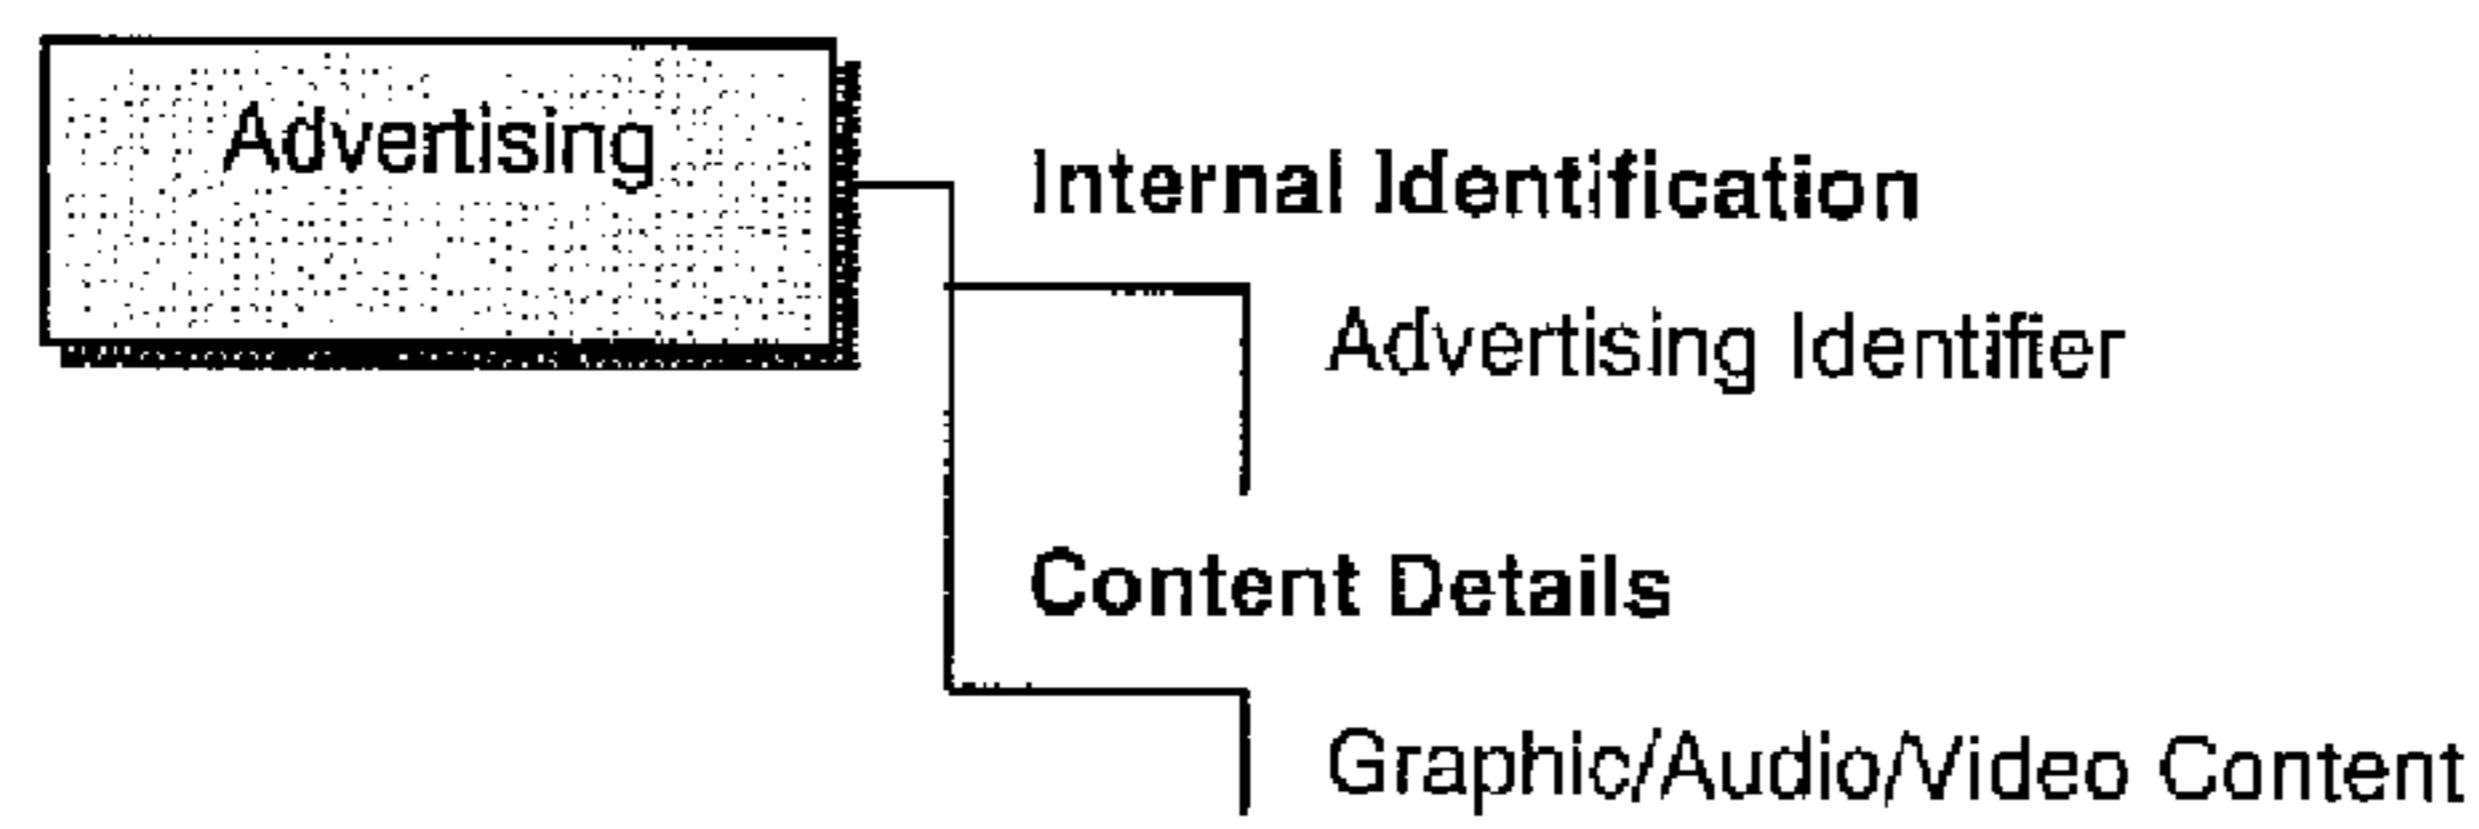 Advertising
Internal Identification
Advertising Identifier
Content Details
Graphic/Audio/Video Content